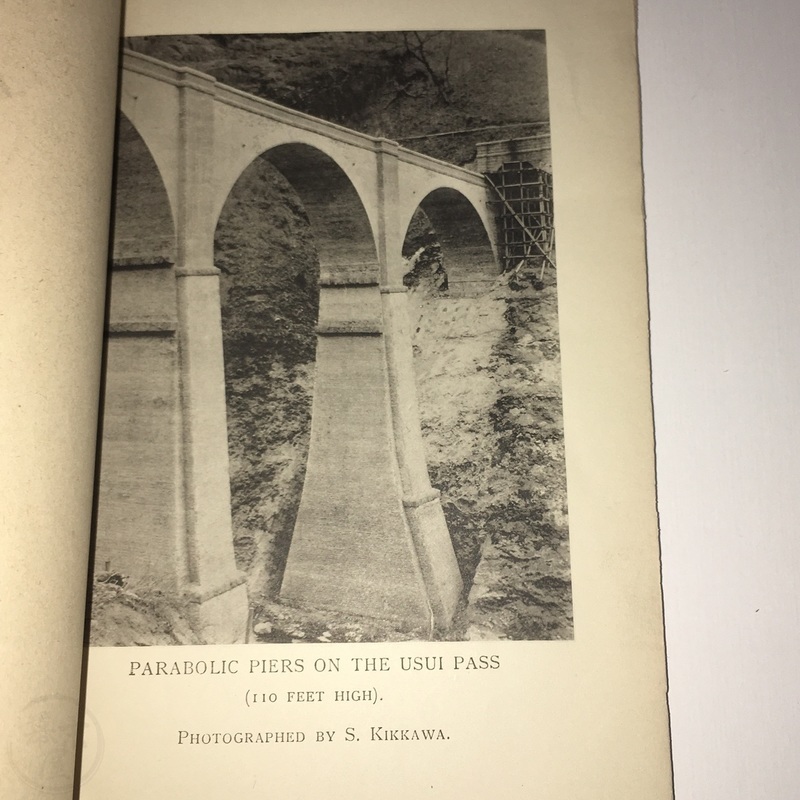 PARABOLIC PIERS ON THE USUI PASS
(110 FEET HIGH).
PHOTOGRAPHED BY S. KIKKAWA.